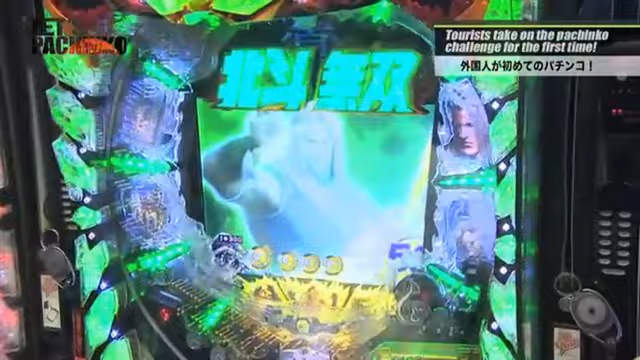 PACHINKO
Tourists take on the pachinko
challenge for the first time!
外国人が初めてのパチンコ！
北斗無双